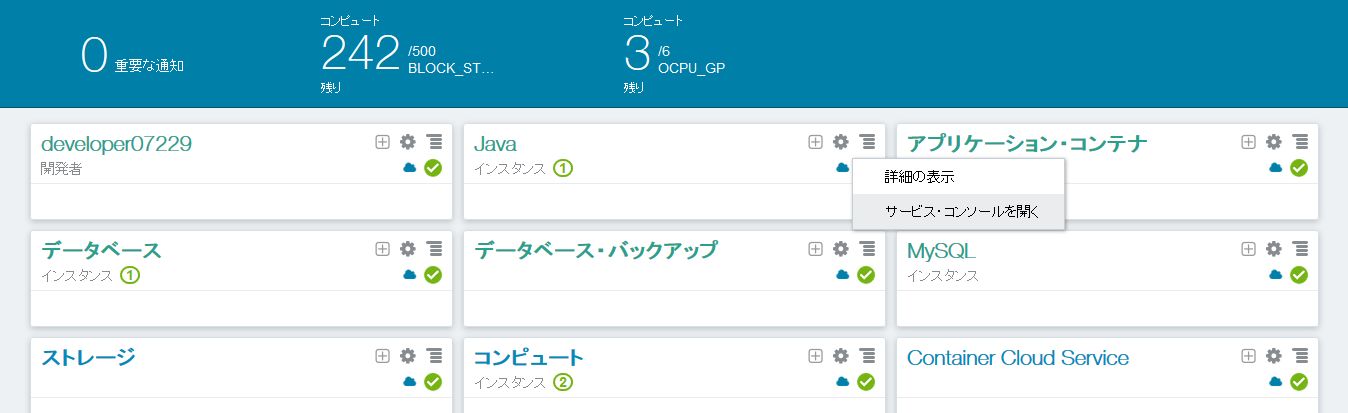 0 重要な通知
コンピュート
242 /500
BLOCK_ST...
残り
コンピュート
3 /6
OCPU_GP
残り
developer07229
開発者
Java
インスタンス 1
アプリケーション・コンテナ
詳細の表示
サービス・コンソールを開く
データベース
インスタンス 1
データベース・バックアップ
MySQL
インスタンス
ストレージ
コンピュート
インスタンス 2
Container Cloud Service